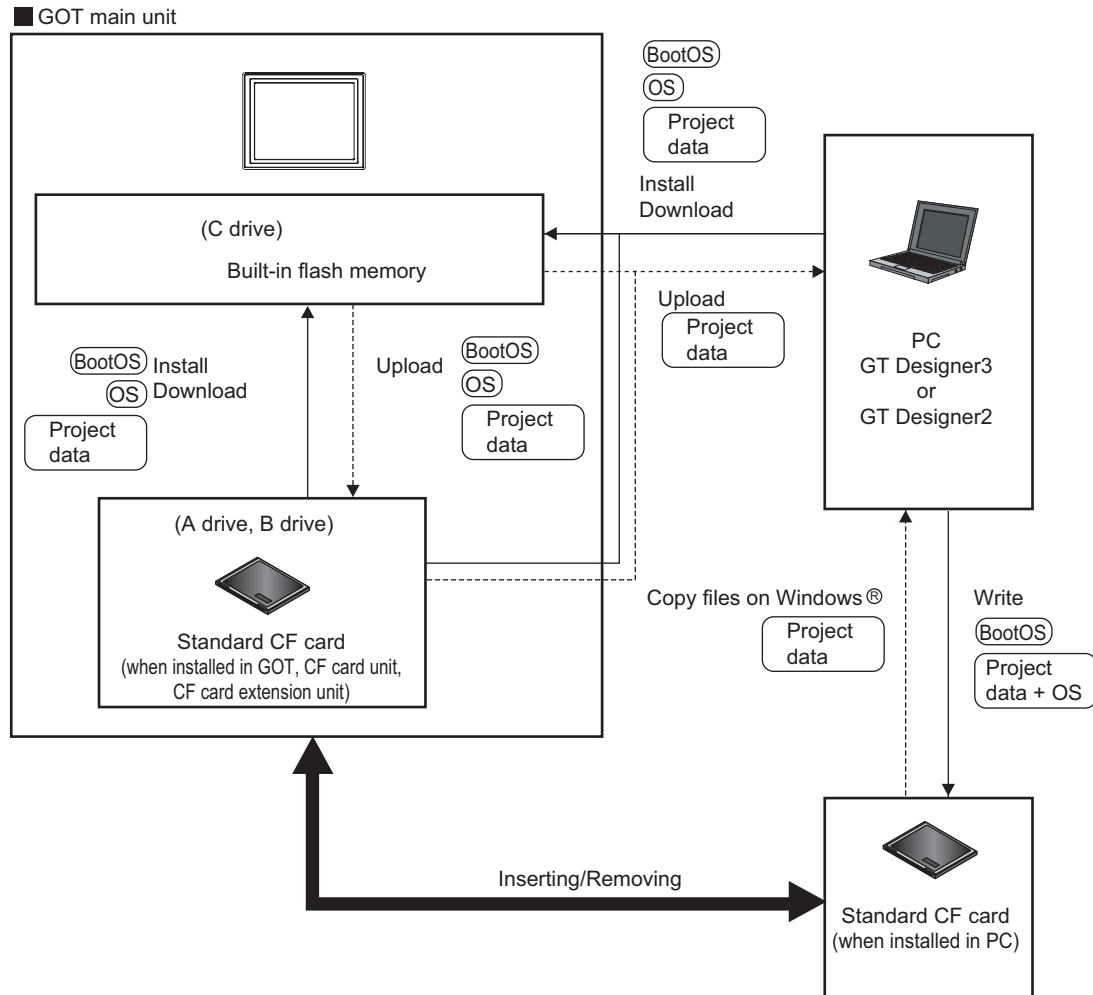 ■ GOT main unit
BootOS
OS
Project
data
Install
Download
(C drive)
Built-in flash memory
Upload
Project
data
PC
GT Designer3
or
GT Designer2
BootOS
OS
Project
data
Install
Download
Upload
BootOS
OS
Project
data
(A drive, B drive)
Standard CF card
(when installed in GOT, CF card unit,
CF card extension unit)
Copy files on Windows®
Project
data
Write
BootOS
Project
data + OS
Inserting/Removing
Standard CF card
(when installed in PC)